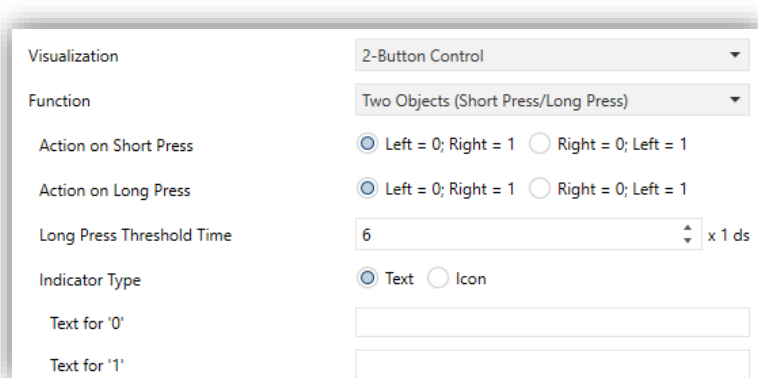 Visualization 2-Button Control
Function Two Objects (Short Press/Long Press)
Action on Short Press Left = 0; Right = 1 Right = 0; Left = 1
Action on Long Press Left = 0; Right = 1 Right = 0; Left = 1
Long Press Threshold Time 6 x 1 ds
Indicator Type Text Icon
Text for '0'
Text for '1'